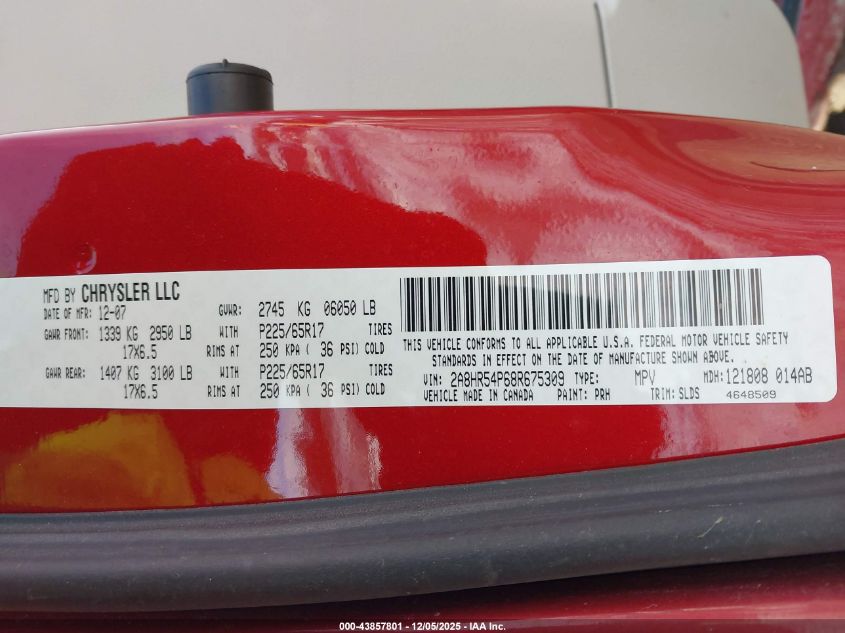 MFD BY CHRYSLER LLC
DATE OF MFR: 12-07 GVWR: 2745 KG 06050 LB
GAWR FRONT: 1339 KG 2950 LB WITH P225/65R17 TIRES
17X6.5 RIMS AT 250 KPA ( 36 PSI) COLD
GAWR REAR: 1407 KG 3100 LB WITH P225/65R17 TIRES
17X6.5 RIMS AT 250 KPA ( 36 PSI) COLD
THIS VEHICLE CONFORMS TO ALL APPLICABLE U.S.A. FEDERAL MOTOR VEHICLE SAFETY
STANDARDS IN EFFECT ON THE DATE OF MANUFACTURE SHOWN ABOVE.
VIN: 2A8HR54P68R675309 TYPE: MPV MDH: 121808 014AB
VEHICLE MADE IN CANADA PAINT: PRH TRIM: SLDS 4648509
000-43857801 - 12/05/2025 - IAA Inc.